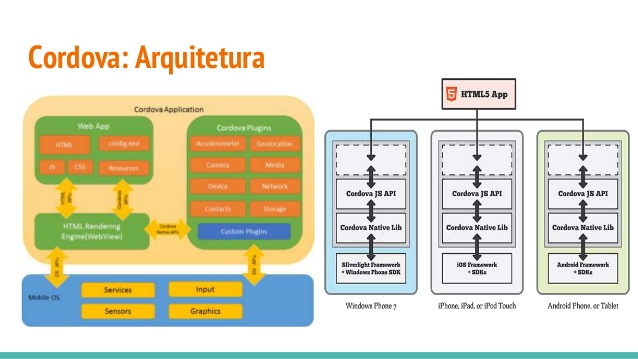 Cordova: Arquitetura
Cordova Application
Web App
HTML
config.xml
JS
CSS
Resources
HTML
APIs
Cordova
APIs
HTML Rendering
Engine(WebView)
Cordova
Native APIs
Cordova Plugins
Accelerometer
Geolocation
Camera
Media
Device
Network
Contacts
Storage
Custom Plugins
OS APIs
OS APIs
Mobile OS
Services
Input
Sensors
Graphics
HTML5 App
Cordova JS API
Cordova Native Lib
Silverlight Framework
+ Windows Phone SDK
Windows Phone 7
Cordova JS API
Cordova Native Lib
iOS Framework
+ SDKs
iPhone, iPad, or iPod Touch
Cordova JS API
Cordova Native Lib
Android Framework
+ SDKs
Android Phone, or Tablet